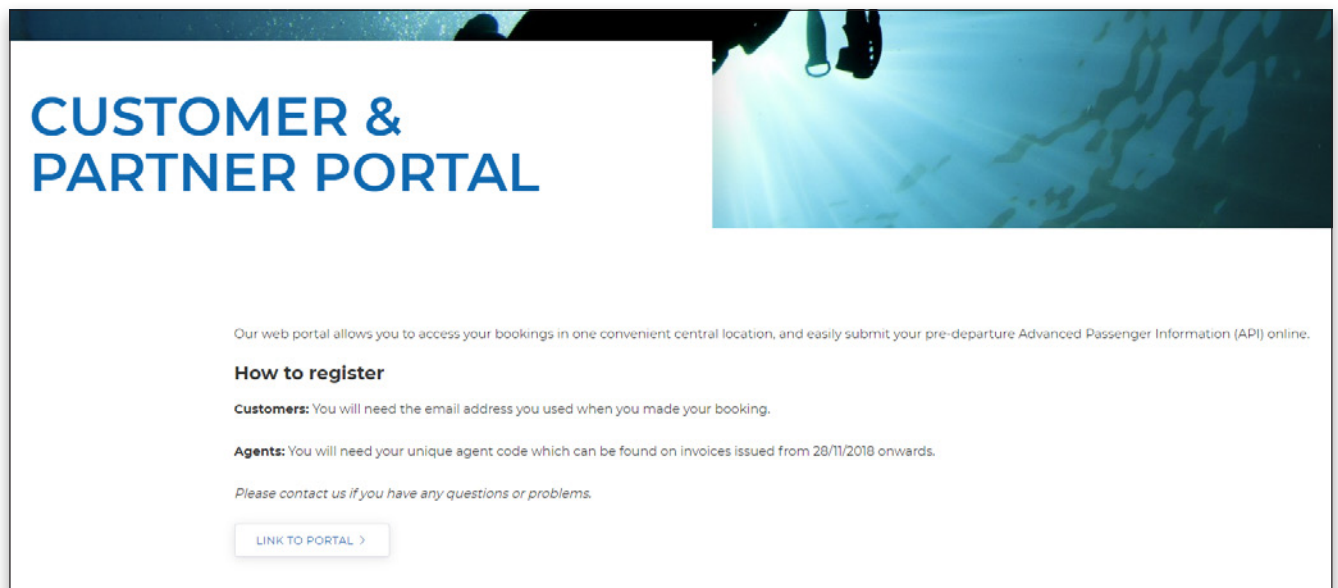 CUSTOMER &
PARTNER PORTAL
Our web portal allows you to access your bookings in one convenient central location, and easily submit your pre-departure Advanced Passenger Information (API) online.
How to register
Customers: You will need the email address you used when you made your booking.
Agents: You will need your unique agent code which can be found on invoices issued from 28/11/2018 onwards.
Please contact us if you have any questions or problems.
LINK TO PORTAL >